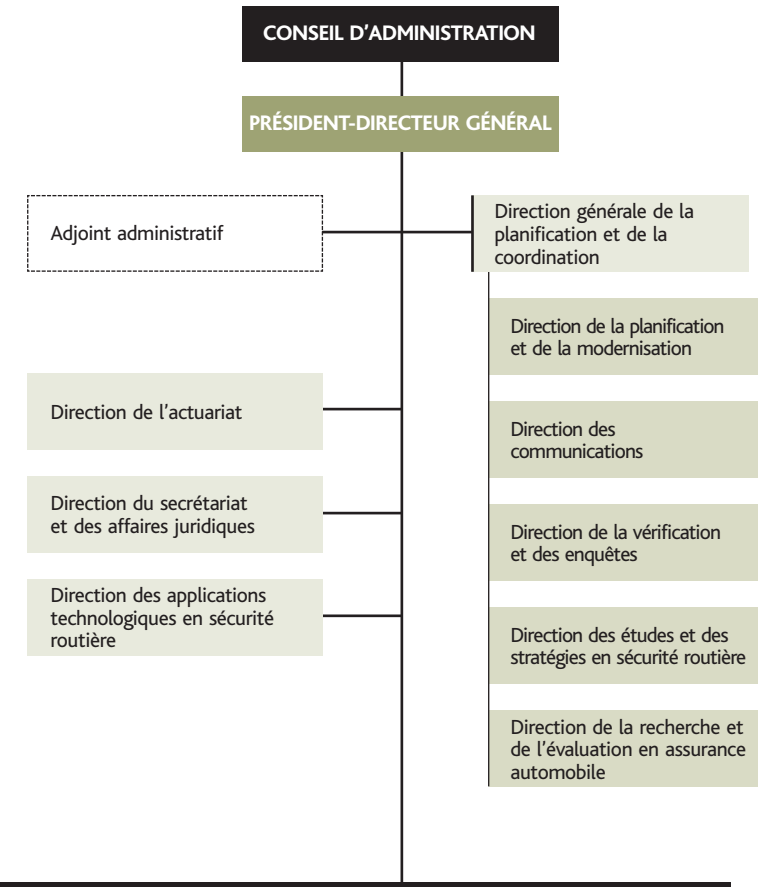 CONSEIL D'ADMINISTRATION
PRÉSIDENT-DIRECTEUR GÉNÉRAL
Adjoint administratif
Direction générale de la
planification et de la
coordination
Direction de la planification
et de la modernisation
Direction de l'actuariat
Direction des
communications
Direction du secrétariat
et des affaires juridiques
Direction de la vérification
et des enquêtes
Direction des applications
technologiques en sécurité
routière
Direction des études et des
stratégies en sécurité routière
Direction de la recherche et
de l'évaluation en assurance
automobile